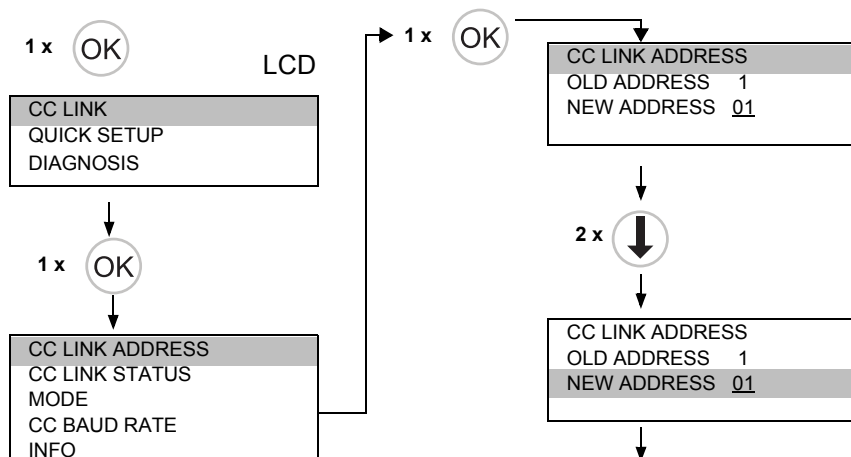 1 x OK
LCD
CC LINK
QUICK SETUP
DIAGNOSIS
1 x OK
CC LINK ADDRESS
CC LINK STATUS
MODE
CC BAUD RATE
INFO
1 x OK
CC LINK ADDRESS
OLD ADDRESS 1
NEW ADDRESS 01
2 x
CC LINK ADDRESS
OLD ADDRESS 1
NEW ADDRESS 01